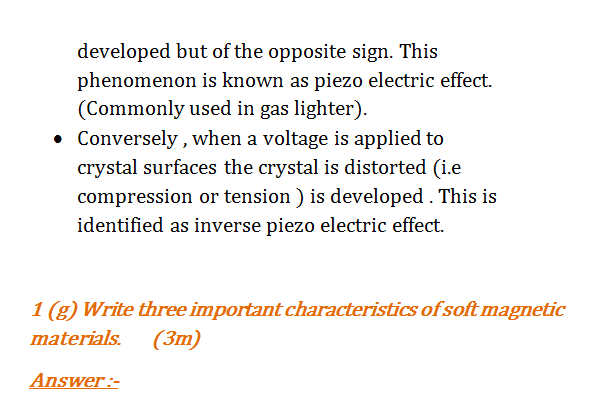 developed but of the opposite sign. This
phenomenon is known as piezo electric effect.
(Commonly used in gas lighter).
• Conversely , when a voltage is applied to
crystal surfaces the crystal is distorted (i.e
compression or tension ) is developed . This is
identified as inverse piezo electric effect.
1 (g) Write three important characteristics of soft magnetic
materials. (3m)
Answer :-